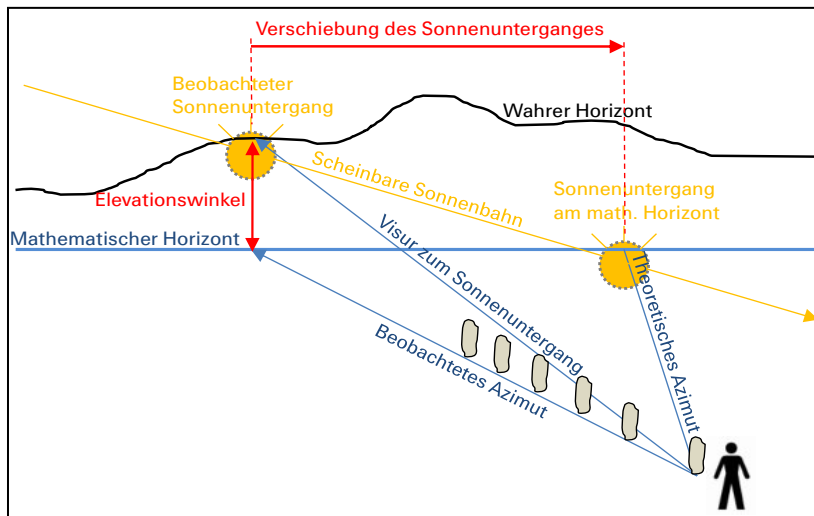 Verschiebung des Sonnenunterganges
Beobachteter
Sonnenuntergang
Wahrer Horizont
Scheinbare Sonnenbahn
Sonnenuntergang
am math. Horizont
Elevationswinkel
Mathematischer Horizont
Visur zum Sonnenuntergang
Theoretisches Azimut
Beobachtetes Azimut